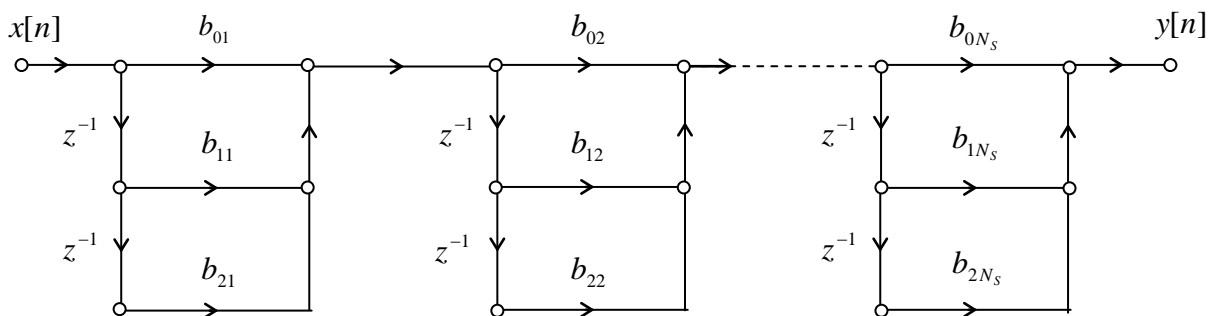 x[n] b₀₁ b₀₂ b₀Nₛ y[n]
z⁻¹ b₁₁ z⁻¹ b₁₂ z⁻¹ b₁Nₛ
z⁻¹ b₂₁ z⁻¹ b₂₂ z⁻¹ b₂Nₛ